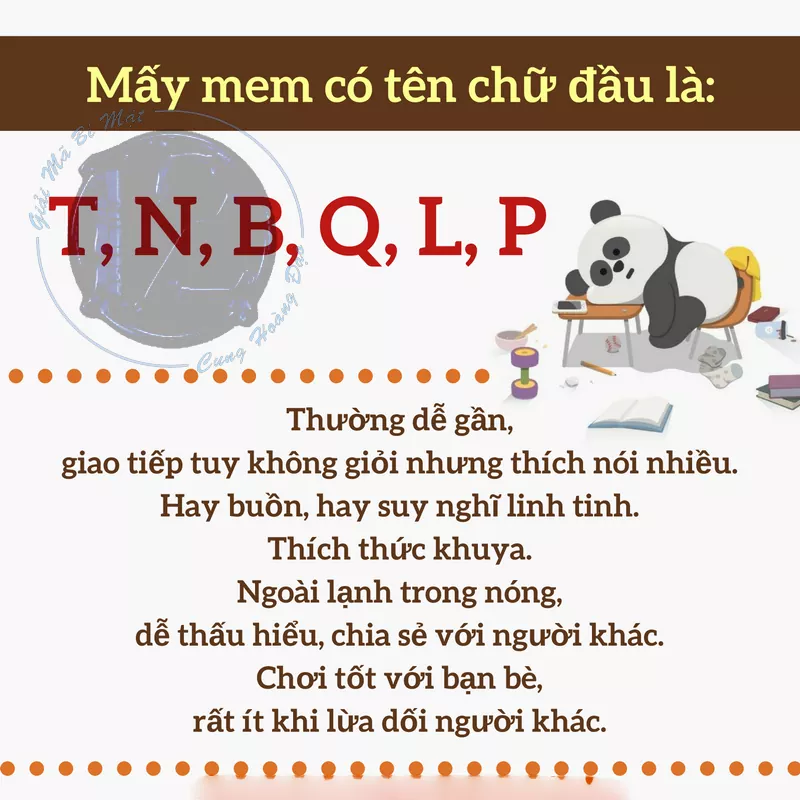 Mấy mem có tên chữ đầu là:
Giải Mã Bí Mật
T, N, B, Q, L, P
Cung Hoàng Đạo
Thường dễ gần,
giao tiếp tuy không giỏi nhưng thích nói nhiều.
Hay buồn, hay suy nghĩ linh tinh.
Thích thức khuya.
Ngoài lạnh trong nóng,
dễ thấu hiểu, chia sẻ với người khác.
Chơi tốt với bạn bè,
rất ít khi lừa dối người khác.